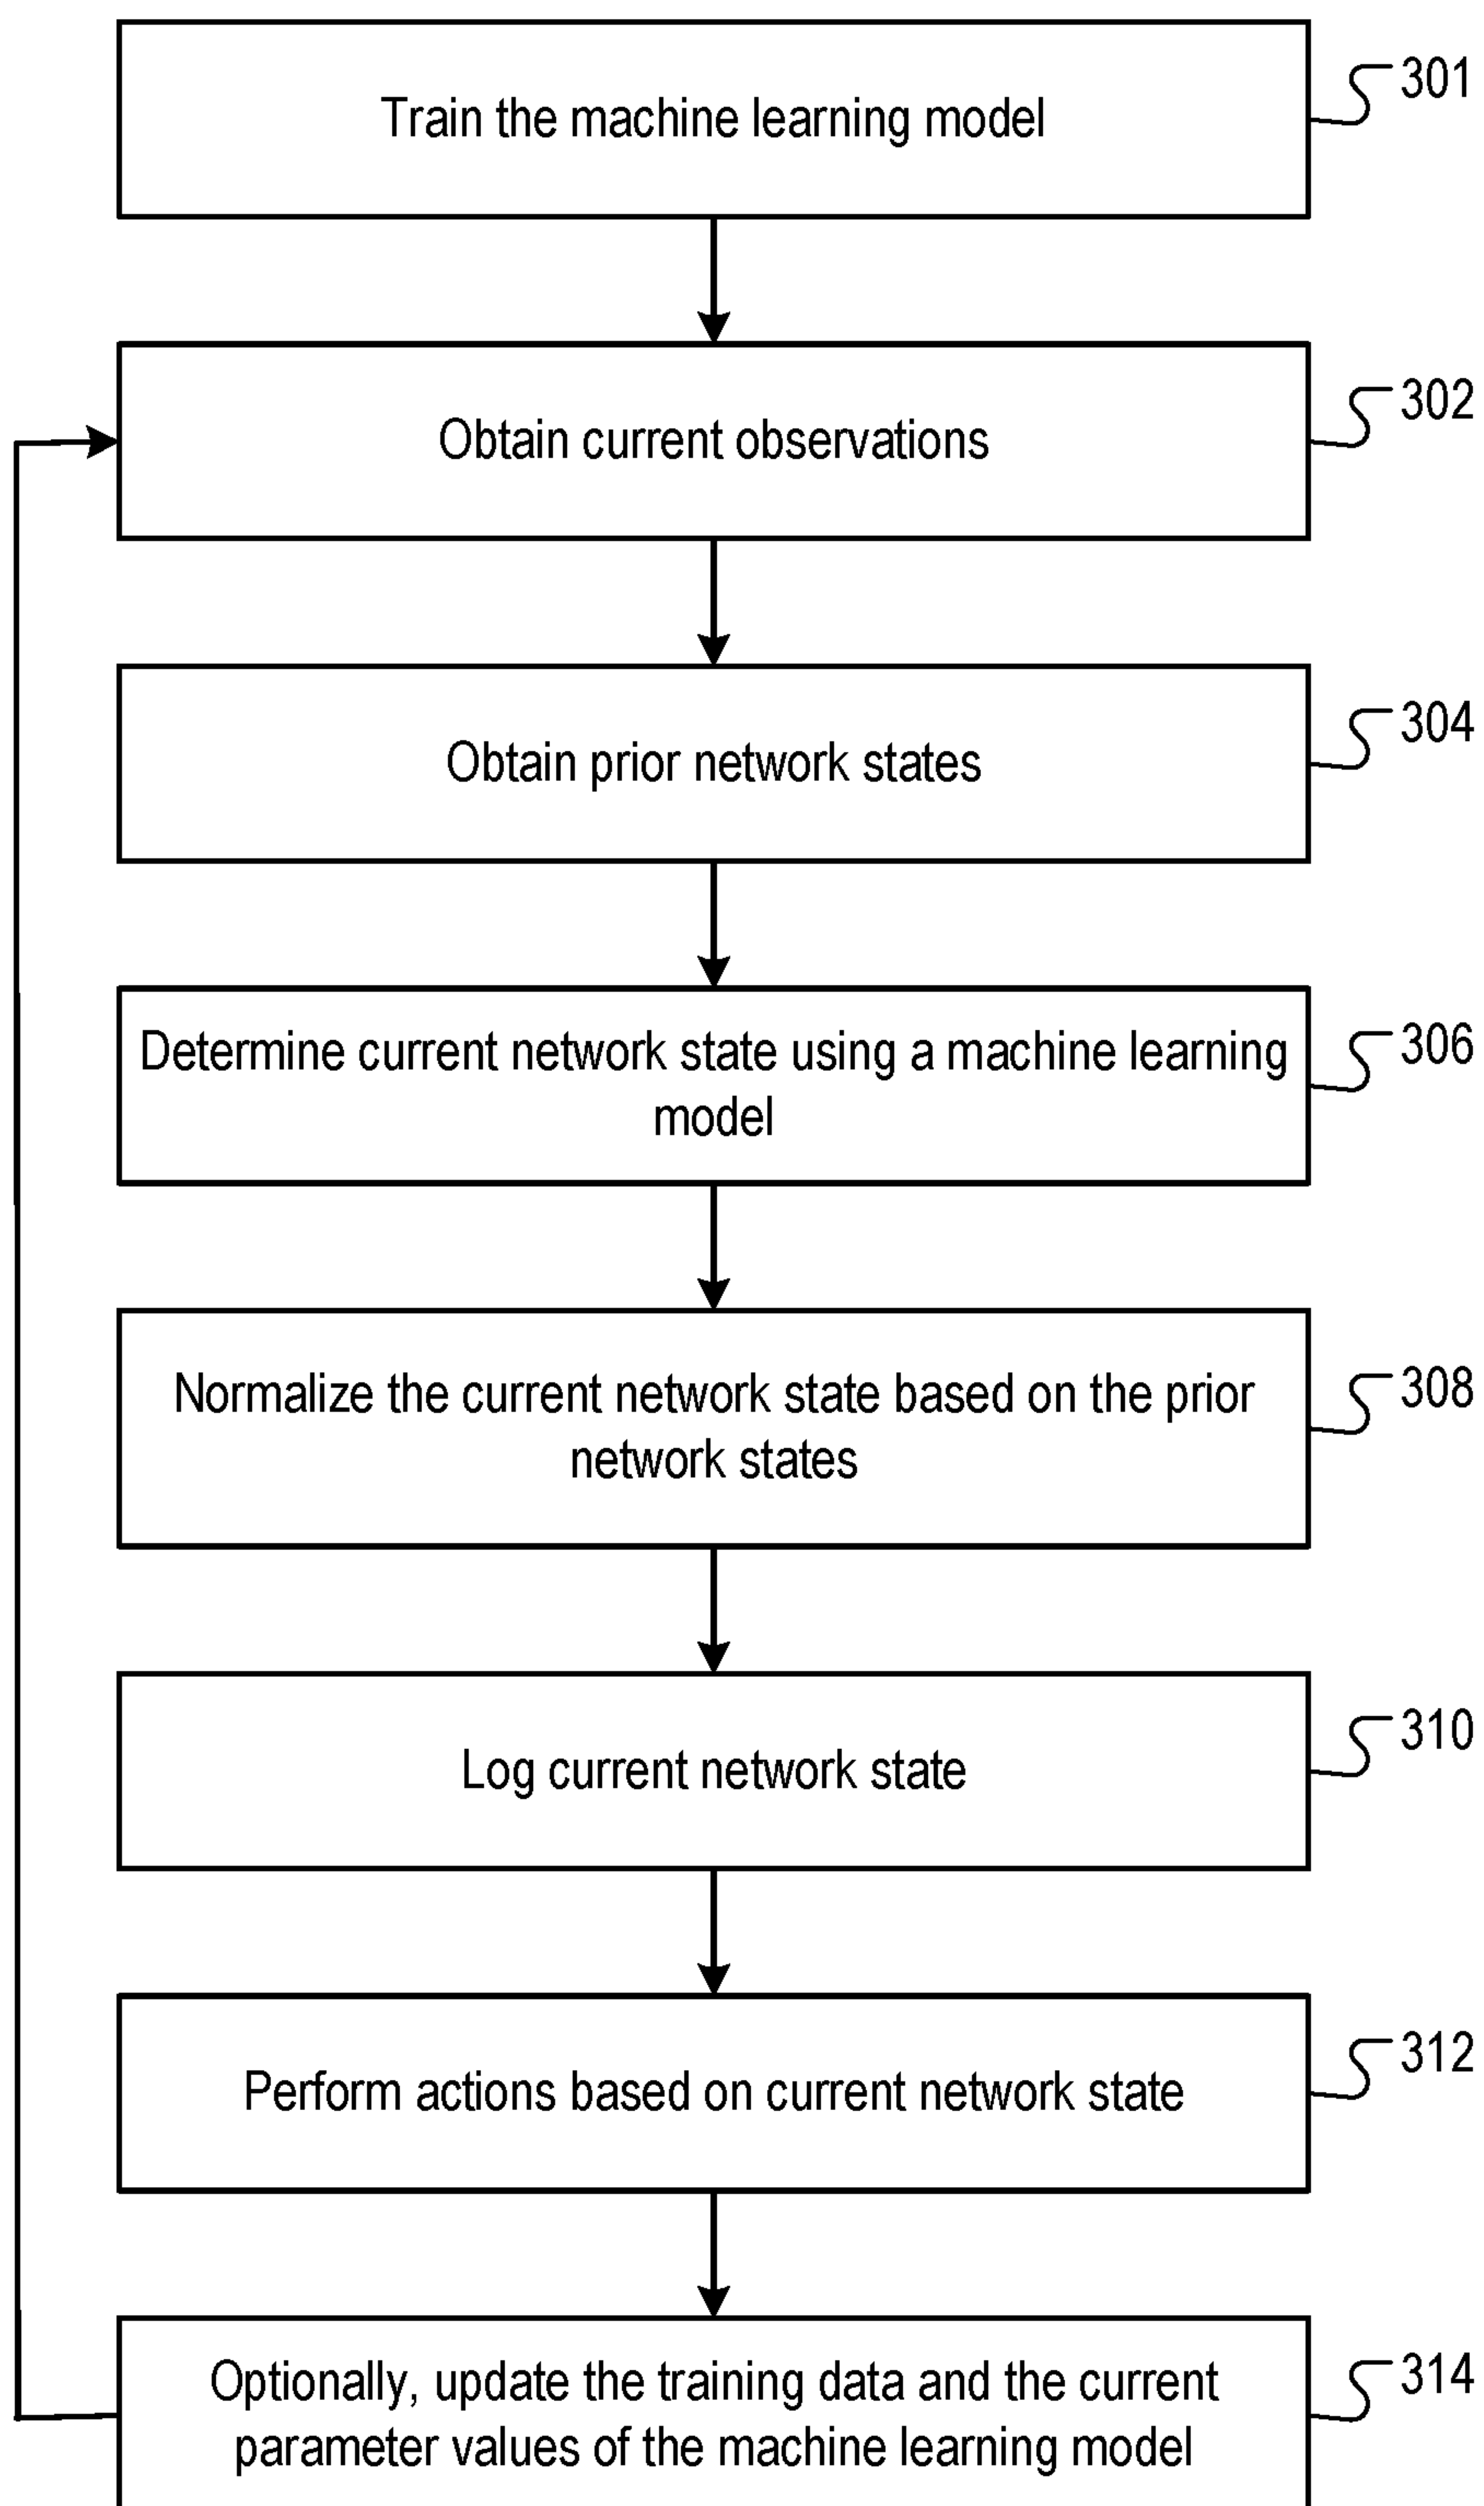 Train the machine learning model
301
Obtain current observations
302
Obtain prior network states
304
Determine current network state using a machine learning
model
306
Normalize the current network state based on the prior
network states
308
Log current network state
310
Perform actions based on current network state
312
Optionally, update the training data and the current
parameter values of the machine learning model
314